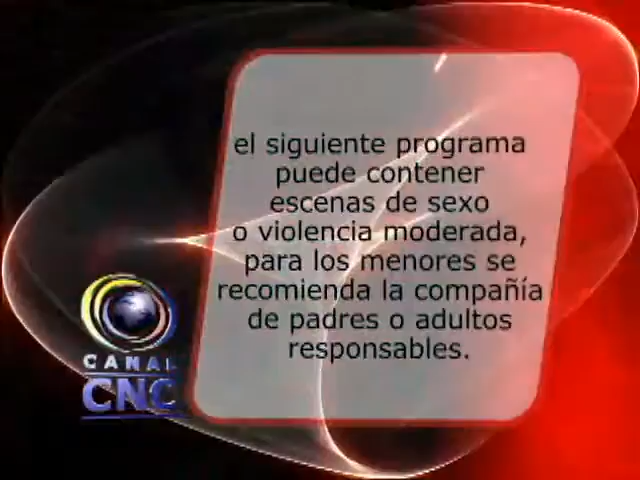 el siguiente programa
puede contener
escenas de sexo
o violencia moderada,
para los menores se
recomienda la compañía
de padres o adultos
responsables.
CANAL
CNC